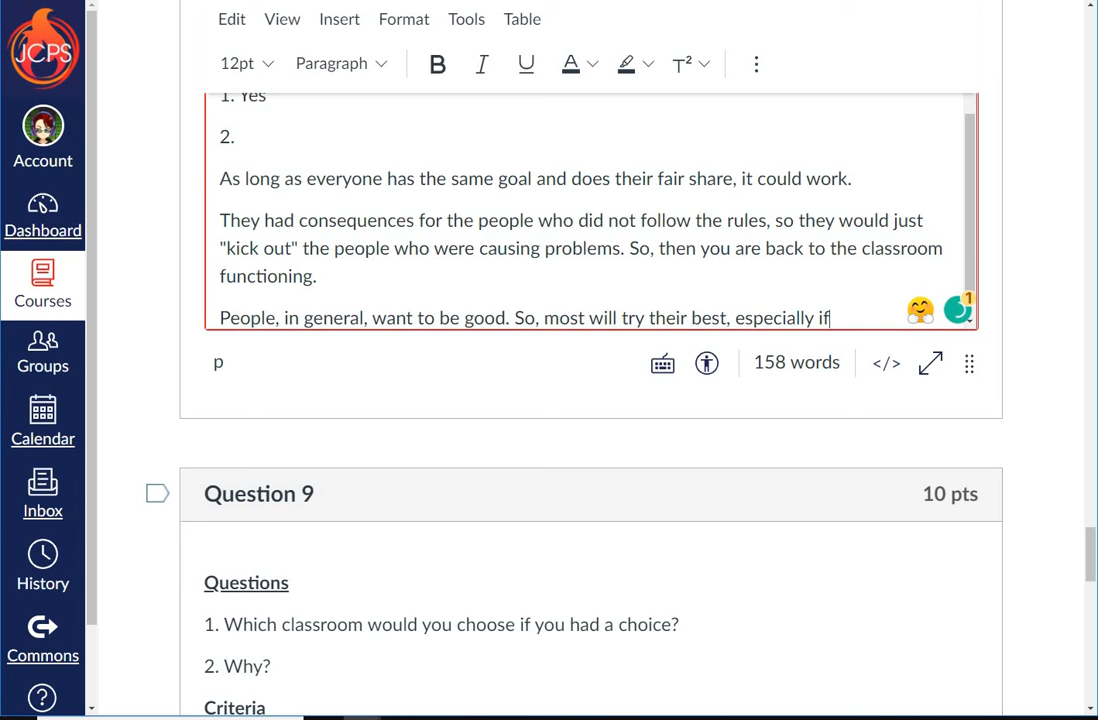 Edit View Insert Format Tools Table
12pt Paragraph B I U A T²
1. Yes
2.
As long as everyone has the same goal and does their fair share, it could work.
They had consequences for the people who did not follow the rules, so they would just
"kick out" the people who were causing problems. So, then you are back to the classroom
functioning.
People, in general, want to be good. So, most will try their best, especially if
1
p 158 words </>
Question 9 10 pts
Questions
1. Which classroom would you choose if you had a choice?
2. Why?
Criteria
JCPS
Account
Dashboard
Courses
Groups
Calendar
Inbox
History
Commons
?